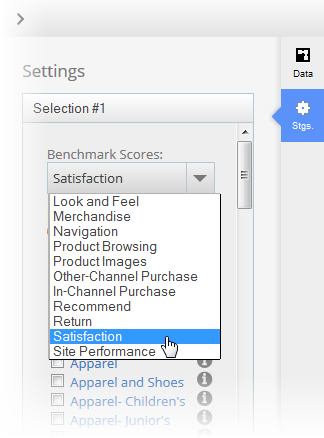 Settings
Data
Stgs.
Selection #1
Benchmark Scores:
Satisfaction
Look and Feel
Merchandise
Navigation
Product Browsing
Product Images
Other-Channel Purchase
In-Channel Purchase
Recommend
Return
Satisfaction
Site Performance
Apparel
Apparel and Shoes
Apparel- Children's
Apparel- Junior's